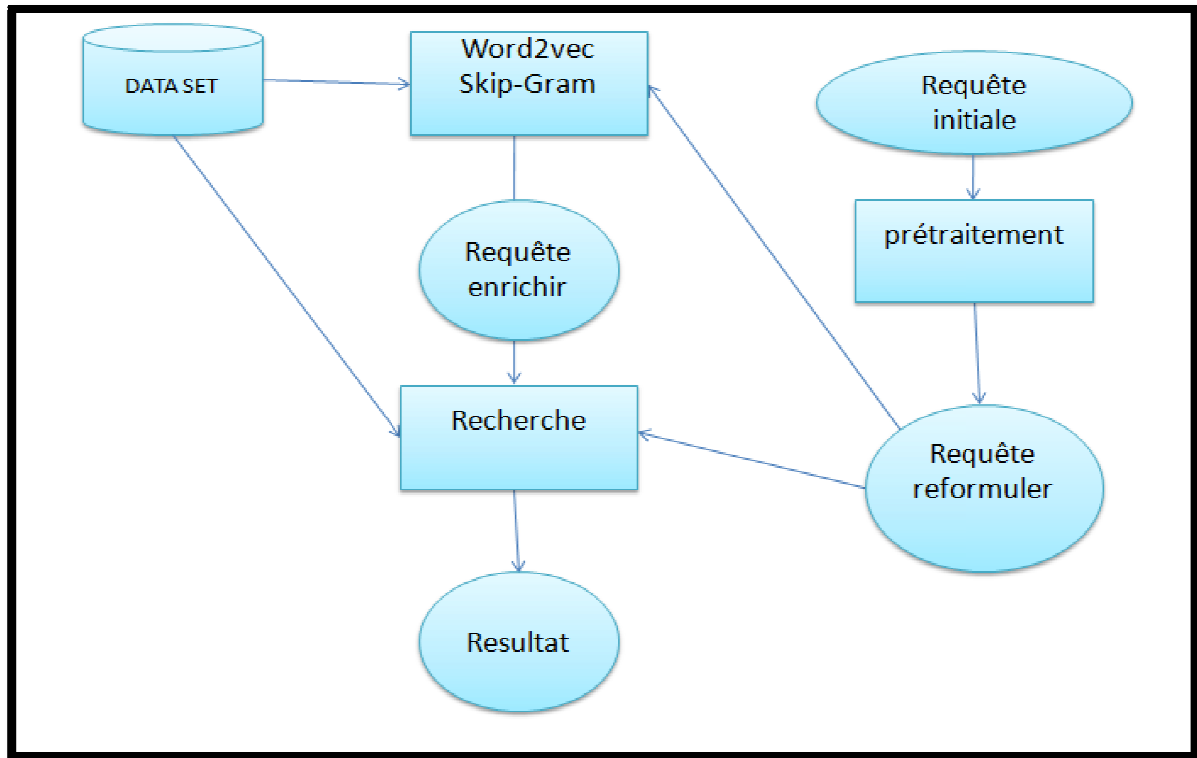 DATA SET
Word2vec
Skip-Gram
Requête
initiale
prétraitement
Requête
enrichir
Recherche
Requête
reformuler
Resultat